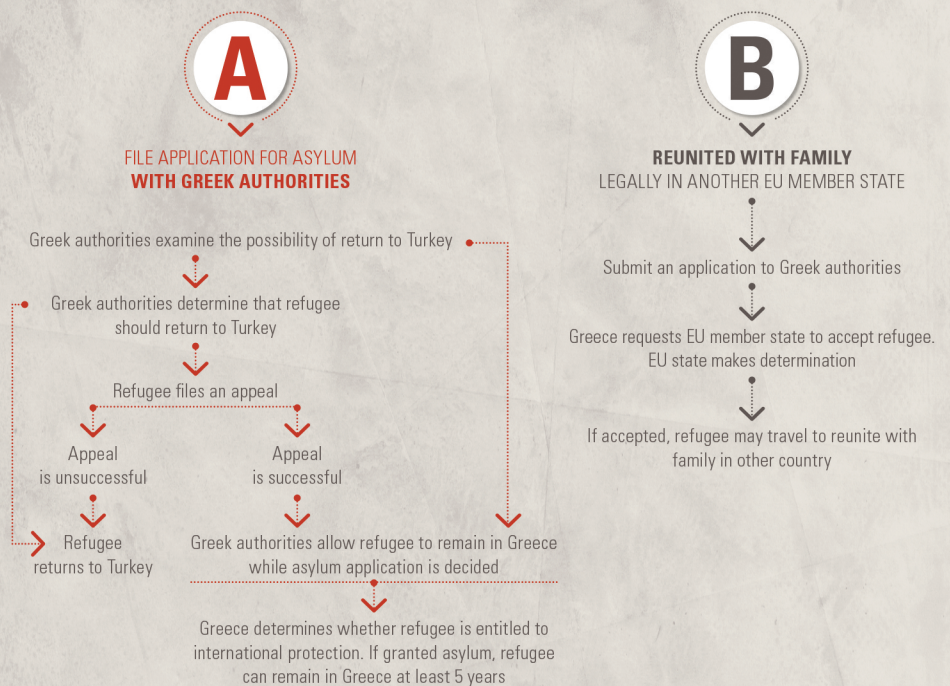 A
FILE APPLICATION FOR ASYLUM
WITH GREEK AUTHORITIES
Greek authorities examine the possibility of return to Turkey
Greek authorities determine that refugee
should return to Turkey
Refugee files an appeal
Appeal
is unsuccessful
Appeal
is successful
Refugee
returns to Turkey
Greek authorities allow refugee to remain in Greece
while asylum application is decided
Greece determines whether refugee is entitled to
international protection. If granted asylum, refugee
can remain in Greece at least 5 years
B
REUNITED WITH FAMILY
LEGALLY IN ANOTHER EU MEMBER STATE
Submit an application to Greek authorities
Greece requests EU member state to accept refugee.
EU state makes determination
If accepted, refugee may travel to reunite with
family in other country